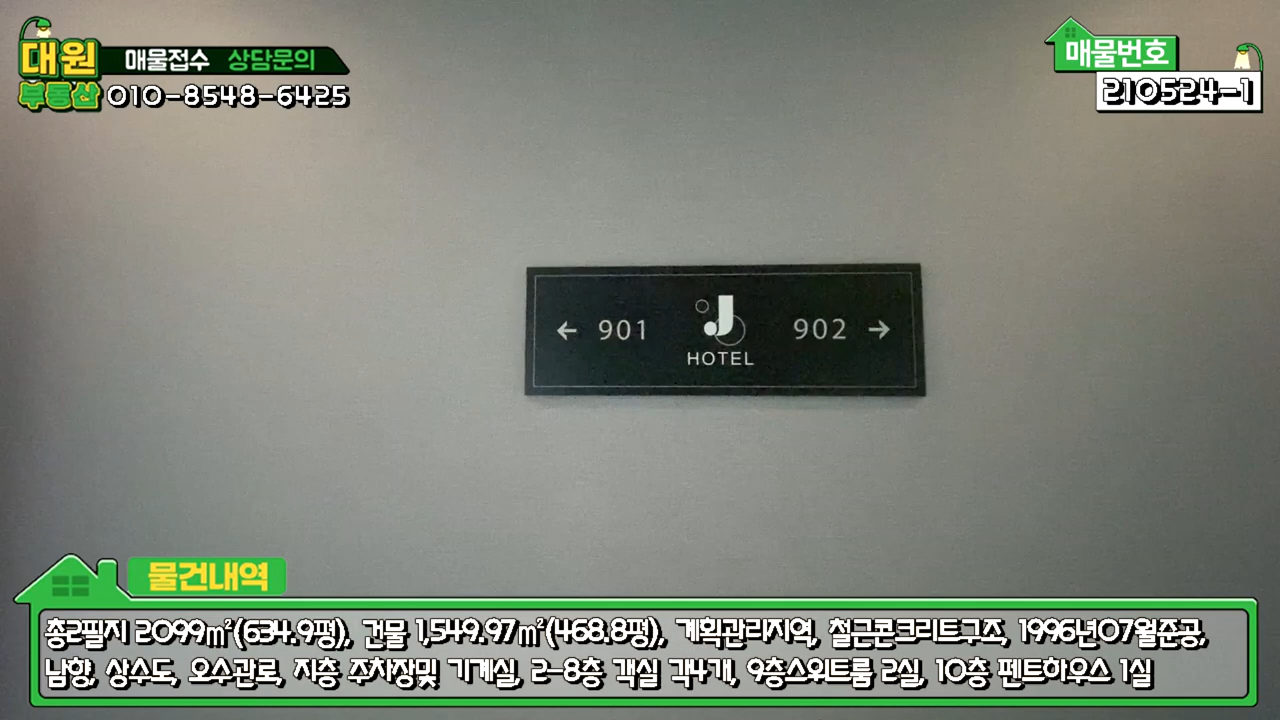 대원
부동산
매물접수 상담문의
010-8548-6425
매물번호
210524-1
← 901
J
HOTEL
902 →
물건내역
총2필지 2099㎡(634.9평), 건물 1,549.97㎡(468.8평), 계획관리지역, 철근콘크리트구조, 1996년07월준공,
남향, 상수도, 오수관로, 지층 주차장및 기계실, 2-8층 객실 각4개, 9층스위트룸 2실, 10층 펜트하우스 1실